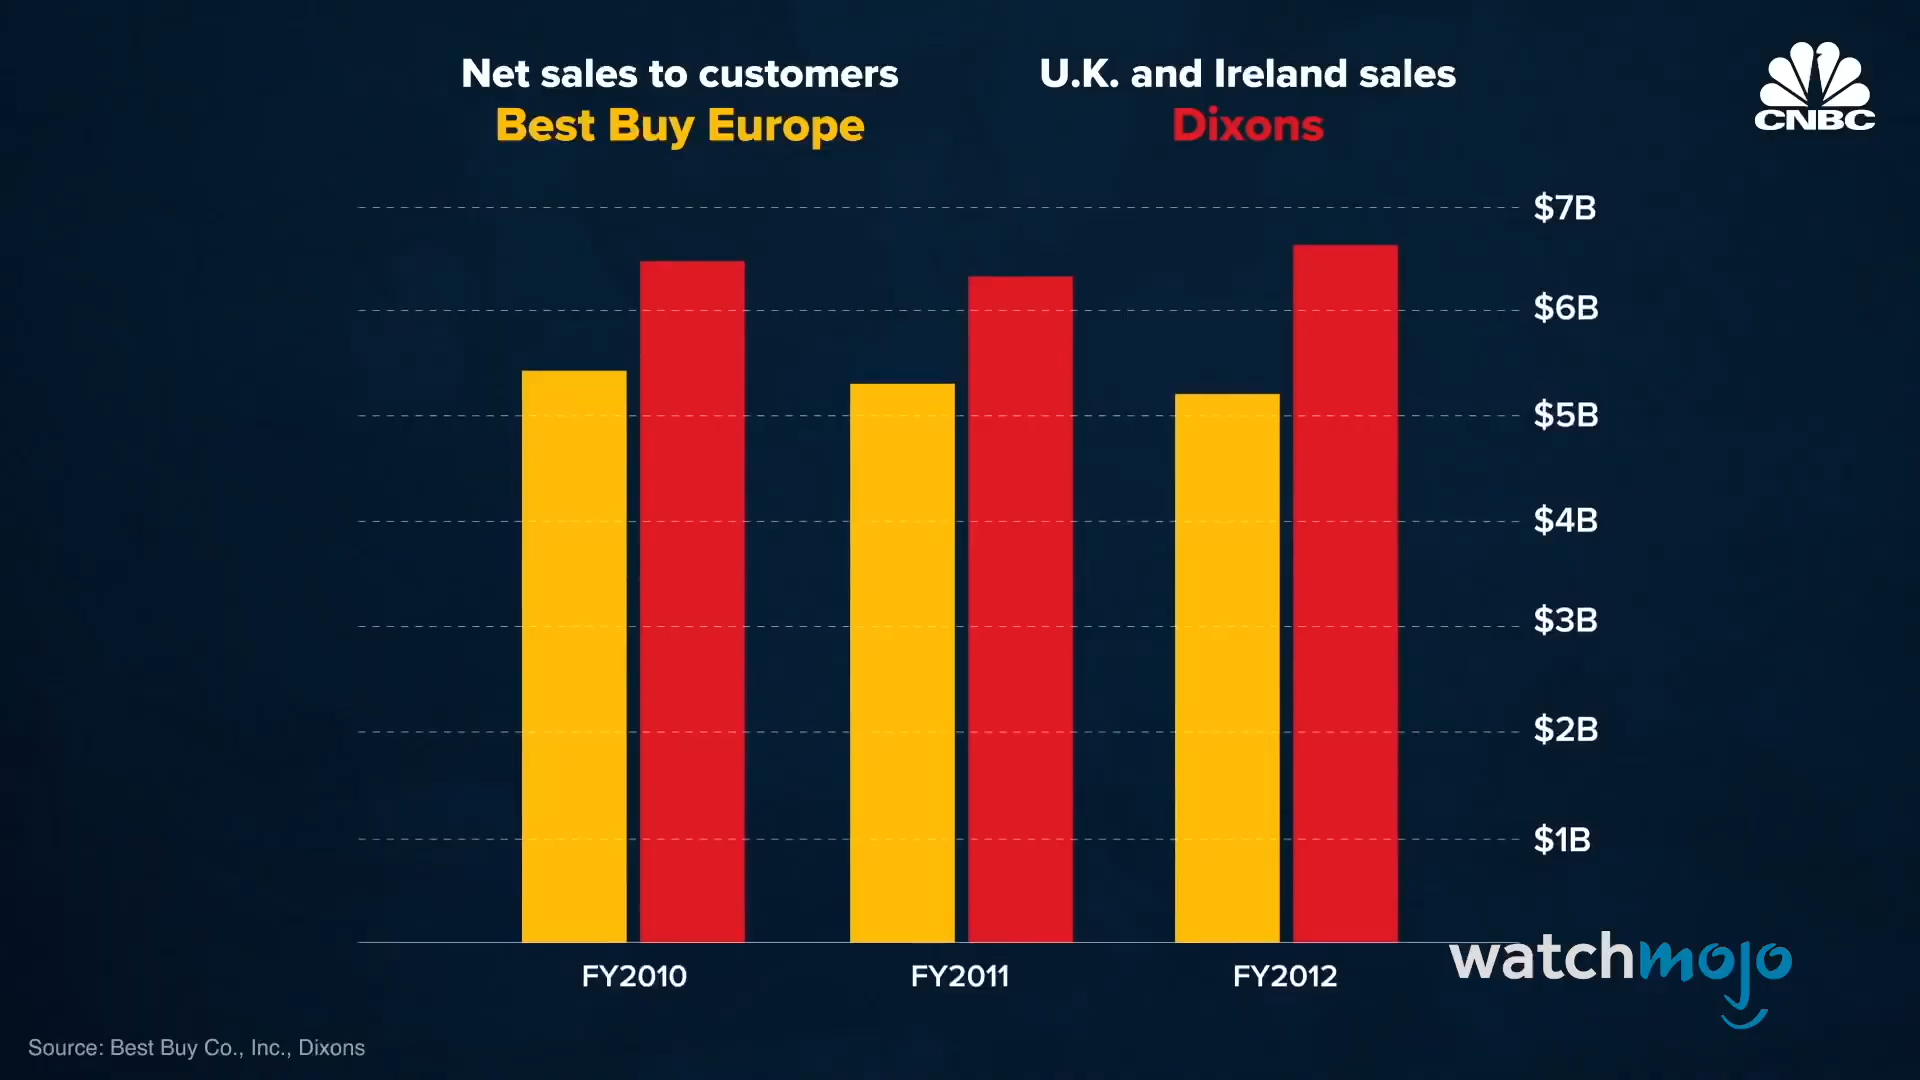 Net sales to customers
Best Buy Europe
U.K. and Ireland sales
Dixons
CNBC
$7B
$6B
$5B
$4B
$3B
$2B
$1B
FY2010
FY2011
FY2012
watchmojo
Source: Best Buy Co., Inc., Dixons